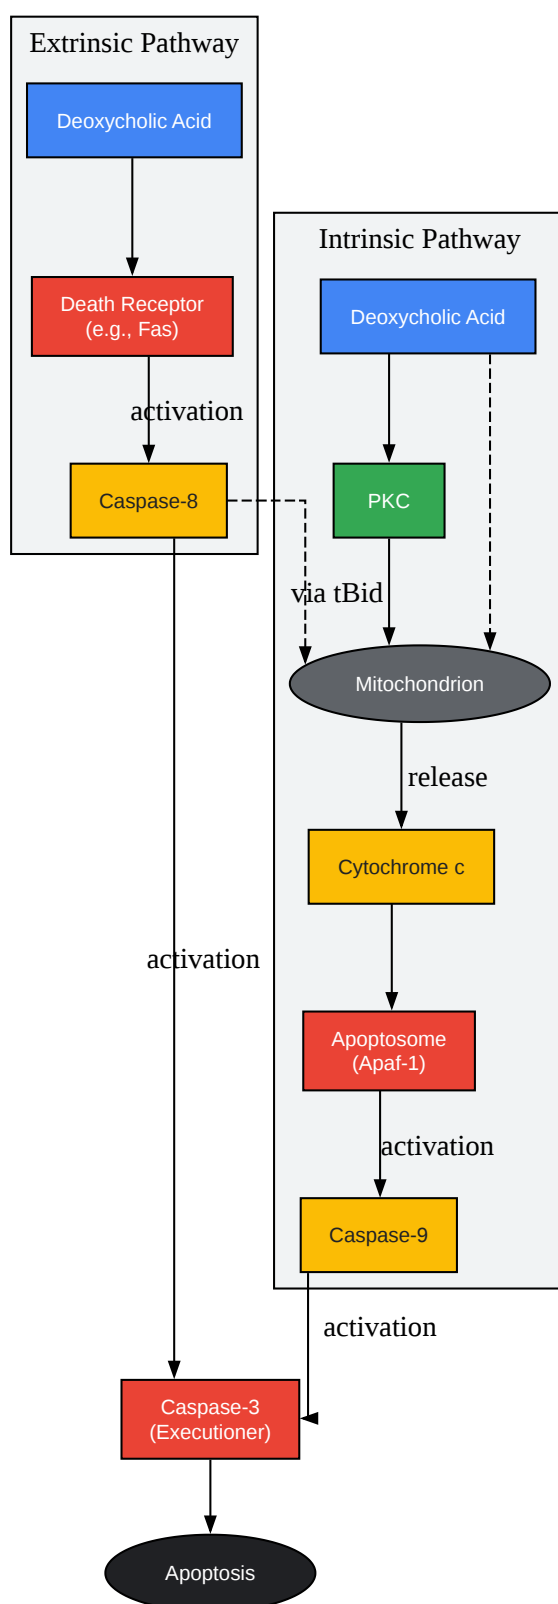 Extrinsic Pathway
Deoxycholic Acid
Death Receptor
(e.g., Fas)
activation
Caspase-8
Intrinsic Pathway
Deoxycholic Acid
PKC
via tBid
Mitochondrion
release
Cytochrome c
activation
Apoptosome
(Apaf-1)
activation
Caspase-9
activation
Caspase-3
(Executioner)
Apoptosis